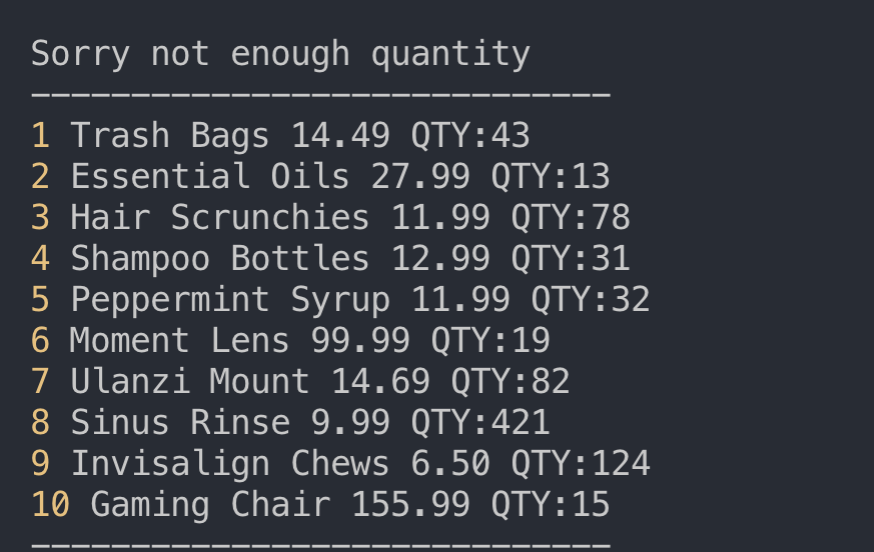 Sorry not enough quantity
-----------------------------
1 Trash Bags 14.49 QTY:43
2 Essential Oils 27.99 QTY:13
3 Hair Scrunchies 11.99 QTY:78
4 Shampoo Bottles 12.99 QTY:31
5 Peppermint Syrup 11.99 QTY:32
6 Moment Lens 99.99 QTY:19
7 Ulanzi Mount 14.69 QTY:82
8 Sinus Rinse 9.99 QTY:421
9 Invisalign Chews 6.50 QTY:124
10 Gaming Chair 155.99 QTY:15
-----------------------------